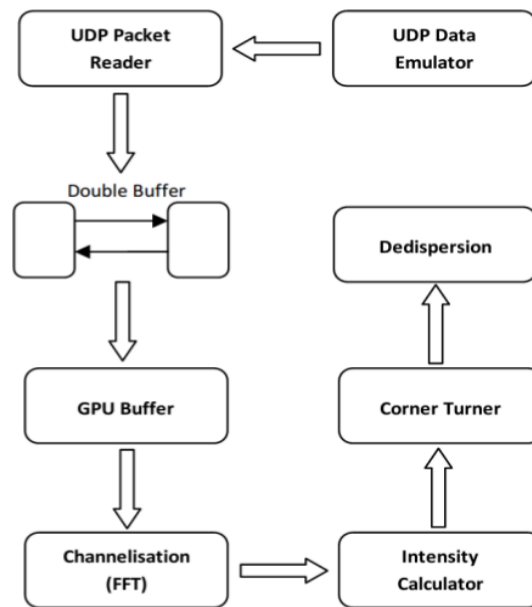 UDP Packet
Reader
UDP Data
Emulator
Double Buffer
Dedispersion
GPU Buffer
Corner Turner
Channelisation
(FFT)
Intensity
Calculator